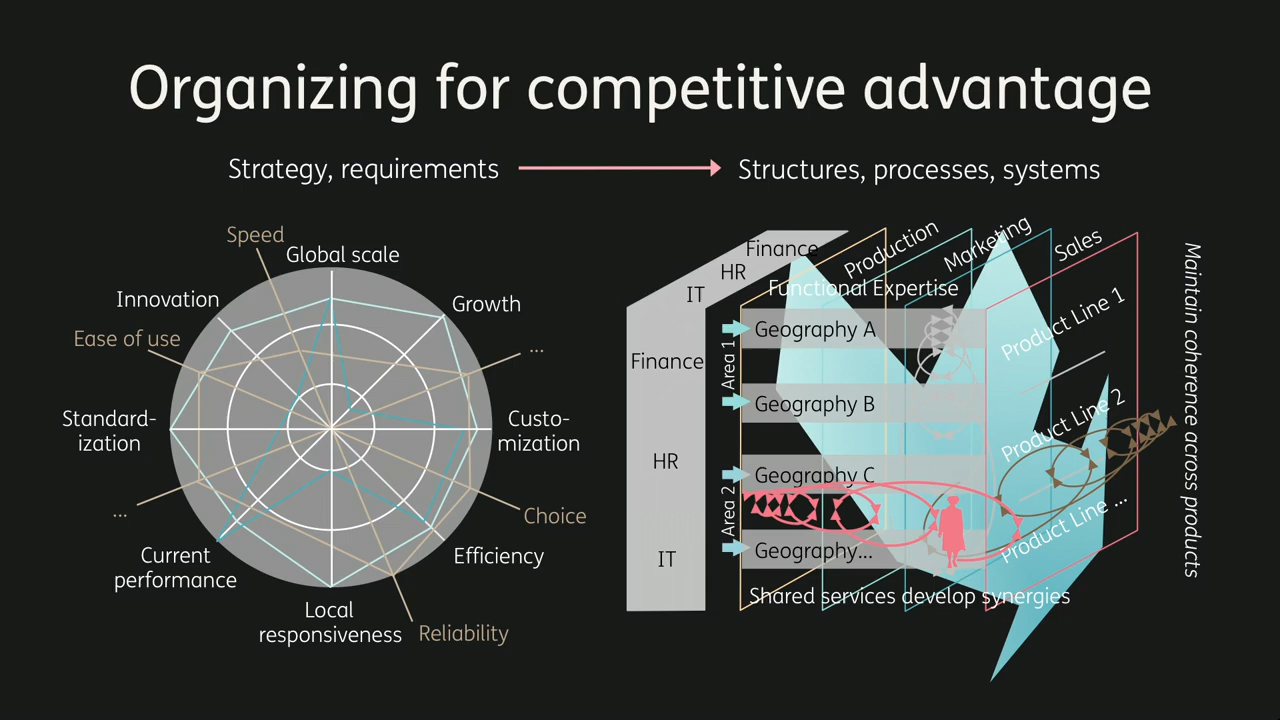 Organizing for competitive advantage
Strategy, requirements
Structures, processes, systems
Speed
Global scale
Innovation
Growth
Ease of use
...
Standard-
ization
Custo-
mization
...
Choice
Current
performance
Efficiency
Local
responsiveness
Reliability
Finance
HR
IT
Finance
HR
IT
Production
Marketing
Sales
Functional Expertise
Area 1
Area 2
Geography A
Geography B
Geography C
Geography...
Product Line 1
Product Line 2
Product Line ...
Shared services develop synergies
Maintain coherence across products